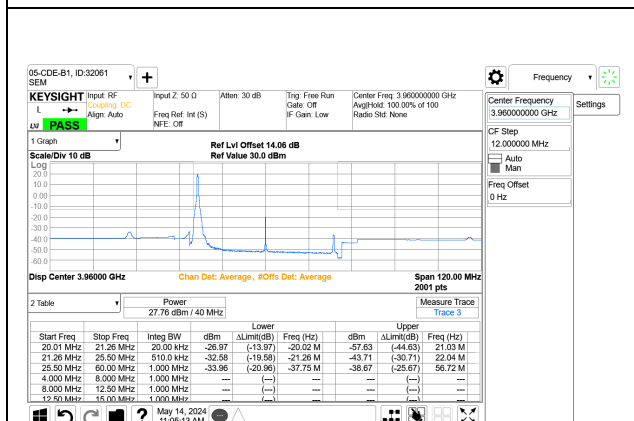 05-CDE-B1, ID:32061
SEM
+
Frequency
KEYSIGHT
L
LXI
PASS
Input: RF
Coupling: DC
Align: Auto
Input Z: 50 Ω
Freq Ref: Int (S)
NFE: Off
Atten: 30 dB
Trig: Free Run
Gate: Off
IF Gain: Low
Center Freq: 3.960000000 GHz
Avg|Hold: 100.00% of 100
Radio Std: None
Center Frequency
3.960000000 GHz
Settings
CF Step
12.000000 MHz
Auto
Man
Freq Offset
0 Hz
1 Graph
Scale/Div 10 dB
Ref Lvl Offset 14.06 dB
Ref Value 30.0 dBm
Log
20.0
10.0
0.00
-10.0
-20.0
-30.0
-40.0
-50.0
-60.0
Disp Center 3.96000 GHz
Chan Det: Average, #Offs Det: Average
Span 120.00 MHz
2001 pts
2 Table
Power
27.76 dBm / 40 MHz
Measure Trace
Trace 3
Lower Upper
Start Freq Stop Freq Integ BW dBm ΔLimit(dB) Freq (Hz) dBm ΔLimit(dB) Freq (Hz)
20.01 MHz 21.26 MHz 20.00 kHz -26.97 (-13.97) -20.02 M -57.63 (-44.63) 21.03 M
21.26 MHz 25.50 MHz 510.0 kHz -32.58 (-19.58) -21.26 M -43.71 (-30.71) 22.04 M
25.50 MHz 60.00 MHz 1.000 MHz -33.96 (-20.96) -37.75 M -38.67 (-25.67) 56.72 M
4.000 MHz 8.000 MHz 1.000 MHz --- (---) --- --- (---) ---
8.000 MHz 12.50 MHz 1.000 MHz --- (---) --- --- (---) ---
12.50 MHz 15.00 MHz 1.000 MHz --- (---) --- --- (---) ---
?
May 14, 2024
11:05:13 AM